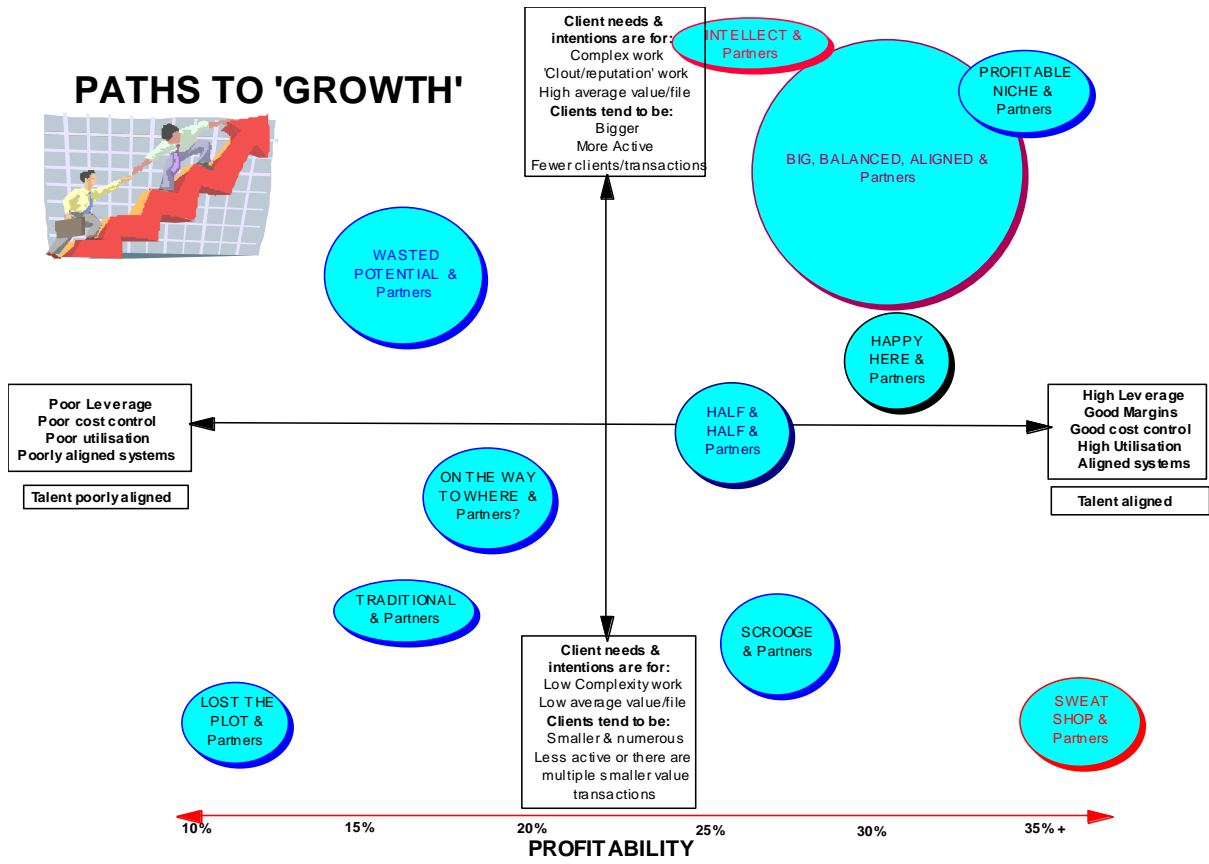 PATHS TO 'GROWTH'
Client needs &
intentions are for:
Complex work
'Clout/reputation' work
High average value/file
Clients tend to be:
Bigger
More Active
Fewer clients/transactions
INTELLECT &
Partners
PROFITABLE
NICHE &
Partners
BIG, BALANCED, ALIGNED &
Partners
WASTED
POTENTIAL &
Partners
HAPPY
HERE &
Partners
Poor Leverage
Poor cost control
Poor utilisation
Poorly aligned systems
Talent poorly aligned
HALF &
HALF &
Partners
High Leverage
Good Margins
Good cost control
High Utilisation
Aligned systems
Talent aligned
ON THE WAY
TO WHERE &
Partners?
TRADITIONAL
& Partners
SCROOGE
& Partners
Client needs &
intentions are for:
Low Complexity work
Low average value/file
Clients tend to be:
Smaller & numerous
Less active or there are
multiple smaller value
transactions
LOST THE
PLOT &
Partners
SWEAT
SHOP &
Partners
10% 15% 20% 25% 30% 35% +
PROFITABILITY